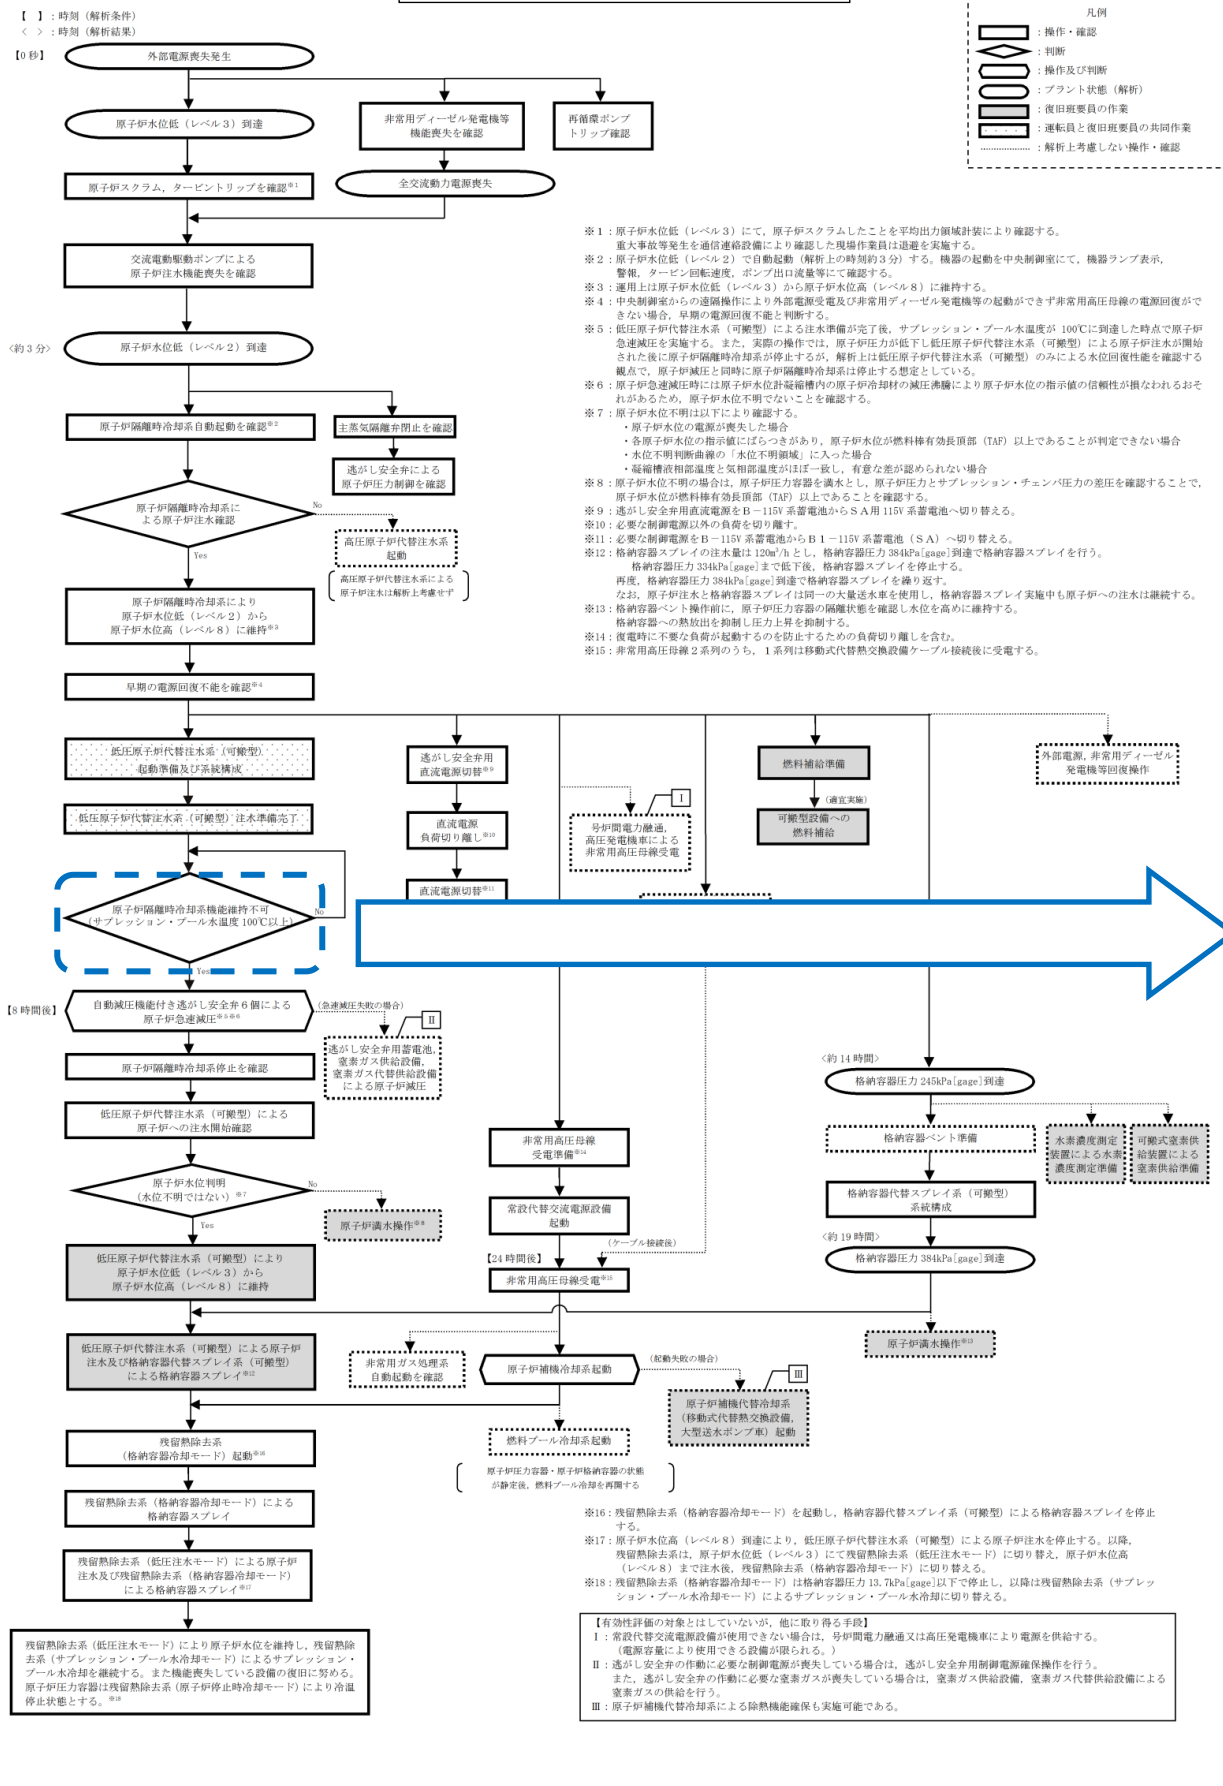 【　】：時刻（解析条件）
〈　〉：時刻（解析結果）
凡例
：操作・確認
：判断
：操作及び判断
：プラント状態（解析）
：復旧班要員の作業
：運転員と復旧班要員の共同作業
：解析上考慮しない操作・確認
【0秒】
外部電源喪失発生
原子炉水位低（レベル３）到達
非常用ディーゼル発電機等
機能喪失を確認
再循環ポンプ
トリップ確認
原子炉スクラム，タービントリップを確認※1
全交流動力電源喪失
交流電動駆動ポンプによる
原子炉注水機能喪失を確認
〈約３分〉
原子炉水位低（レベル２）到達
原子炉隔離時冷却系自動起動を確認※2
主蒸気隔離弁閉止を確認
逃がし安全弁による
原子炉圧力制御を確認
原子炉隔離時冷却系に
よる原子炉注水確認
No
Yes
高圧原子炉代替注水系
起動
高圧原子炉代替注水系による
原子炉注水は解析上考慮せず
原子炉隔離時冷却系により
原子炉水位低（レベル２）から
原子炉水位高（レベル８）に維持※3
早期の電源回復不能を確認※4
※１：原子炉水位低（レベル３）にて，原子炉スクラムしたことを平均出力領域計装により確認する。
重大事故等発生を通信連絡設備により確認した現場作業員は退避を実施する。
※２：原子炉水位低（レベル２）で自動起動（解析上の時刻約３分）する。機器の起動を中央制御室にて，機器ランプ表示，
警報，タービン回転速度，ポンプ出口流量等にて確認する。
※３：運用上は原子炉水位低（レベル３）から原子炉水位高（レベル８）に維持する。
※４：中央制御室からの遠隔操作により外部電源受電及び非常用ディーゼル発電機等の起動ができず非常用高圧母線の電源回復がで
きない場合，早期の電源回復不能と判断する。
※５：低圧原子炉代替注水系（可搬型）による注水準備が完了後，サプレッション・プール水温度が 100℃に到達した時点で原子炉
急速減圧を実施する。また，実際の操作では，原子炉圧力が低下し低圧原子炉代替注水系（可搬型）による原子炉注水が開始
された後に原子炉隔離時冷却系が停止するが，解析上は低圧原子炉代替注水系（可搬型）のみによる水位回復性能を確認する
観点で，原子炉減圧と同時に原子炉隔離時冷却系は停止する想定としている。
※６：原子炉急速減圧時には原子炉水位計凝縮槽内の原子炉冷却材の減圧沸騰により原子炉水位の指示値の信頼性が損なわれるおそ
れがあるため，原子炉水位不明でないことを確認する。
※７：原子炉水位不明は以下により確認する。
・原子炉水位の電源が喪失した場合
・各原子炉水位の指示値にばらつきがあり，原子炉水位が燃料棒有効長頂部（TAF）以上であることが判定できない場合
・水位不明判断曲線の「水位不明領域」に入った場合
・凝縮槽液相部温度と気相部温度がほぼ一致し，有意な差が認められない場合
※８：原子炉水位不明の場合は，原子炉圧力容器を満水とし，原子炉圧力とサプレッション・チェンバ圧力の差圧を確認することで，
原子炉水位が燃料棒有効長頂部（TAF）以上であることを確認する。
※９：逃がし安全弁用直流電源をＢ－115V 系蓄電池からＳＡ用 115V 系蓄電池へ切り替える。
※10：必要な制御電源以外の負荷を切り離す。
※11：必要な制御電源をＢ－115V 系蓄電池からＢ１－115V 系蓄電池（ＳＡ）へ切り替える。
※12：格納容器スプレイの注水量は 120m³/h とし，格納容器圧力 384kPa[gage]到達で格納容器スプレイを行う。
格納容器圧力 334kPa[gage]まで低下後，格納容器スプレイを停止する。
再度，格納容器圧力 384kPa[gage]到達で格納容器スプレイを繰り返す。
なお，原子炉注水と格納容器スプレイは同一の大量送水車を使用し，格納容器スプレイ実施中も原子炉への注水は継続する。
※13：格納容器ベント操作前に，原子炉圧力容器の隔離状態を確認し水位を高めに維持する。
格納容器への熱放出を抑制し圧力上昇を抑制する。
※14：復電時に不要な負荷が起動するのを防止するための負荷切り離しを含む。
※15：非常用高圧母線２系列のうち，１系列は移動式代替熱交換設備ケーブル接続後に受電する。
低圧原子炉代替注水系（可搬型）
起動準備及び系統構成
低圧原子炉代替注水系（可搬型）注水準備完了
逃がし安全弁用
直流電源切替※9
直流電源
負荷切り離し※10
直流電源切替※11
Ⅰ
号炉間電力融通，
高圧発電機車による
非常用高圧母線受電
燃料補給準備
（適宜実施）
可搬型設備への
燃料補給
外部電源，非常用ディーゼル
発電機等回復操作
原子炉隔離時冷却機能維持不可
（サプレッション・プール水温度 100℃以上）
No
Yes
【8時間後】
自動減圧機能付き逃がし安全弁６個による
原子炉急速減圧※5※6
（急速減圧失敗の場合）
Ⅱ
逃がし安全弁用蓄電池，
窒素ガス供給設備，
窒素ガス代替供給設備
による原子炉減圧
原子炉隔離時冷却系停止を確認
低圧原子炉代替注水系（可搬型）による
原子炉への注水開始確認
原子炉水位判明
（水位不明ではない）※7
No
Yes
原子炉満水操作※8
低圧原子炉代替注水系（可搬型）により
原子炉水位低（レベル３）から
原子炉水位高（レベル８）に維持
非常用高圧母線
受電準備※14
常設代替交流電源設備
起動
（ケーブル接続後）
【24時間後】
非常用高圧母線受電※15
〈約 14 時間〉
格納容器圧力 245kPa[gage]到達
格納容器ベント準備
水素濃度測定
装置による水素
濃度測定準備
可搬式窒素供
給装置による
窒素供給準備
格納容器代替スプレイ系（可搬型）
系統構成
〈約 19 時間〉
格納容器圧力 384kPa[gage]到達
原子炉満水操作※13
低圧原子炉代替注水系（可搬型）による原子炉
注水及び格納容器代替スプレイ系（可搬型）
による格納容器スプレイ※12
非常用ガス処理系
自動起動を確認
原子炉補機冷却系起動
（起動失敗の場合）
Ⅲ
原子炉補機代替冷却系
（移動式代替熱交換設備，
大型送水ポンプ車）起動
燃料プール冷却系起動
原子炉圧力容器・原子炉格納容器の状態
が静定後，燃料プール冷却を再開する
残留熱除去系
（格納容器冷却モード）起動※16
残留熱除去系（格納容器冷却モード）による
格納容器スプレイ
残留熱除去系（低圧注水モード）による原子炉
注水及び残留熱除去系（格納容器冷却モード）
による格納容器スプレイ※17
残留熱除去系（低圧注水モード）により原子炉水位を維持し，残留熱除
去系（サプレッション・プール水冷却モード）によるサプレッション・
プール水冷却を継続する。また機能喪失している設備の復旧に努める。
原子炉圧力容器は残留熱除去系（原子炉停止時冷却モード）により冷温
停止状態とする。※18
※16：残留熱除去系（格納容器冷却モード）を起動し，格納容器代替スプレイ系（可搬型）による格納容器スプレイを停止
する。
※17：原子炉水位高（レベル８）到達により，低圧原子炉代替注水系（可搬型）による原子炉注水を停止する。以降，
残留熱除去系は，原子炉水位低（レベル３）にて残留熱除去系（低圧注水モード）に切り替え，原子炉水位高
（レベル８）まで注水後，残留熱除去系（格納容器冷却モード）に切り替える。
※18：残留熱除去系（格納容器冷却モード）は格納容器圧力 13.7kPa[gage]以下で停止し，以降は残留熱除去系（サプレッ
ション・プール水冷却モード）によるサプレッション・プール水冷却に切り替える。
【有効性評価の対象とはしていないが，他に取り得る手段】
Ⅰ：常設代替交流電源設備が使用できない場合は，号炉間電力融通又は高圧発電機車により電源を供給する。
（電源容量により使用できる設備が限られる。）
Ⅱ：逃がし安全弁の作動に必要な制御電源が喪失している場合は，逃がし安全弁用制御電源確保操作を行う。
また，逃がし安全弁の作動に必要な窒素ガスが喪失している場合は，窒素ガス供給設備，窒素ガス代替供給設備による
窒素ガスの供給を行う。
Ⅲ：原子炉補機代替冷却系による除熱機能確保も実施可能である。